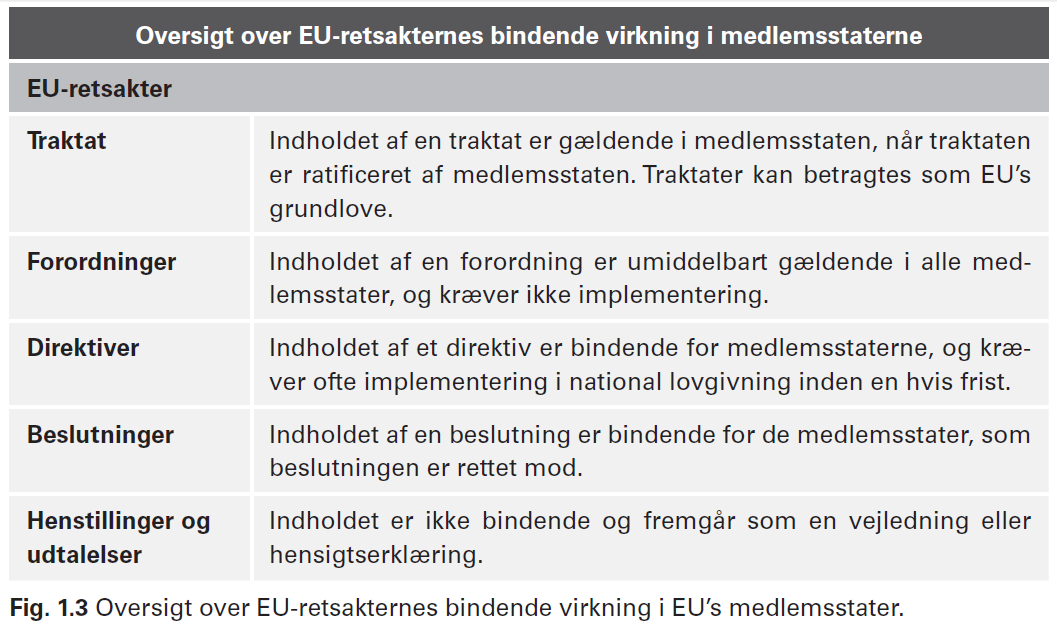 Oversigt over EU-retsakternes bindende virkning i medlemsstaterne
EU-retsakter
Traktat
Indholdet af en traktat er gældende i medlemsstaten, når traktaten
er ratificeret af medlemsstaten. Traktater kan betragtes som EU’s
grundlove.
Forordninger
Indholdet af en forordning er umiddelbart gældende i alle med-
lemsstater, og kræver ikke implementering.
Direktiver
Indholdet af et direktiv er bindende for medlemsstaterne, og kræ-
ver ofte implementering i national lovgivning inden en hvis frist.
Beslutninger
Indholdet af en beslutning er bindende for de medlemsstater, som
beslutningen er rettet mod.
Henstillinger og
udtalelser
Indholdet er ikke bindende og fremgår som en vejledning eller
hensigtserklæring.
Fig. 1.3 Oversigt over EU-retsakternes bindende virkning i EU’s medlemsstater.